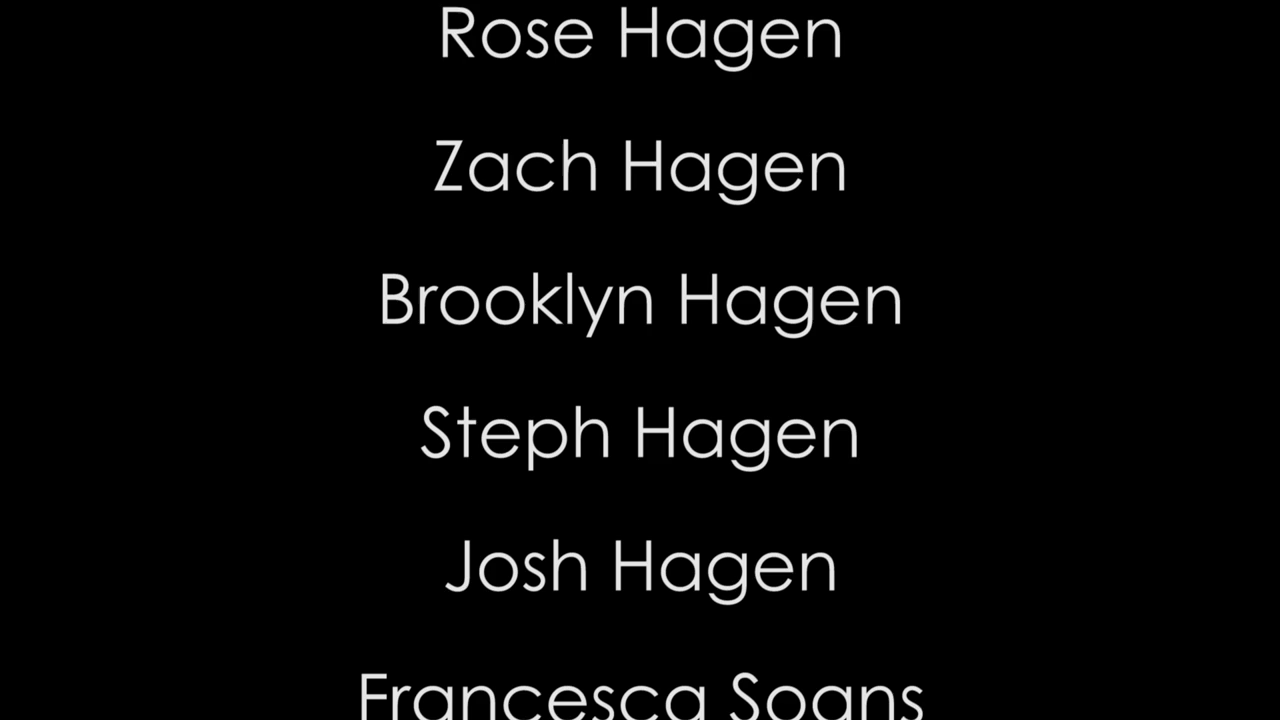 Rose Hagen
Zach Hagen
Brooklyn Hagen
Steph Hagen
Josh Hagen
Francesca Soans